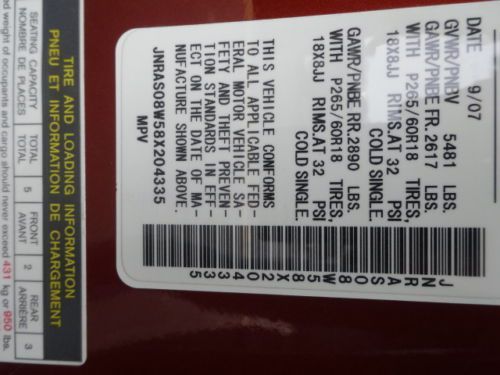 DATE 9/07
GVWR/PNBV 5481 LBS.
GAWR/PNBE FR. 2617 LBS.
WITH P265/60R18 TIRES,
18X8JJ RIMS.AT 32 PSI
COLD SINGLE.
GAWR/PNBE RR. 2890 LBS.
WITH P265/60R18 TIRES,
18X8JJ RIMS.AT 32 PSI
COLD SINGLE.
THIS VEHICLE CONFORMS
TO ALL APPLICABLE FED-
ERAL MOTOR VEHICLE SA-
FETY AND THEFT PREVEN-
TION STANDARDS IN EFF-
ECT ON THE DATE OF MA-
NUFACTURE SHOWN ABOVE.
JNRAS08W58X204335
MPV
JNRAS08W58X204335
TIRE AND LOADING INFORMATION
PNEU ET INFORMATION DE CHARGEMENT
SEATING CAPACITY TOTAL 5 FRONT 2 REAR 3
NOMBRE DE PLACES TOTAL AVANT ARRIÈRE
weight of occupants and cargo should never exceed 431 kg or 950 lbs.